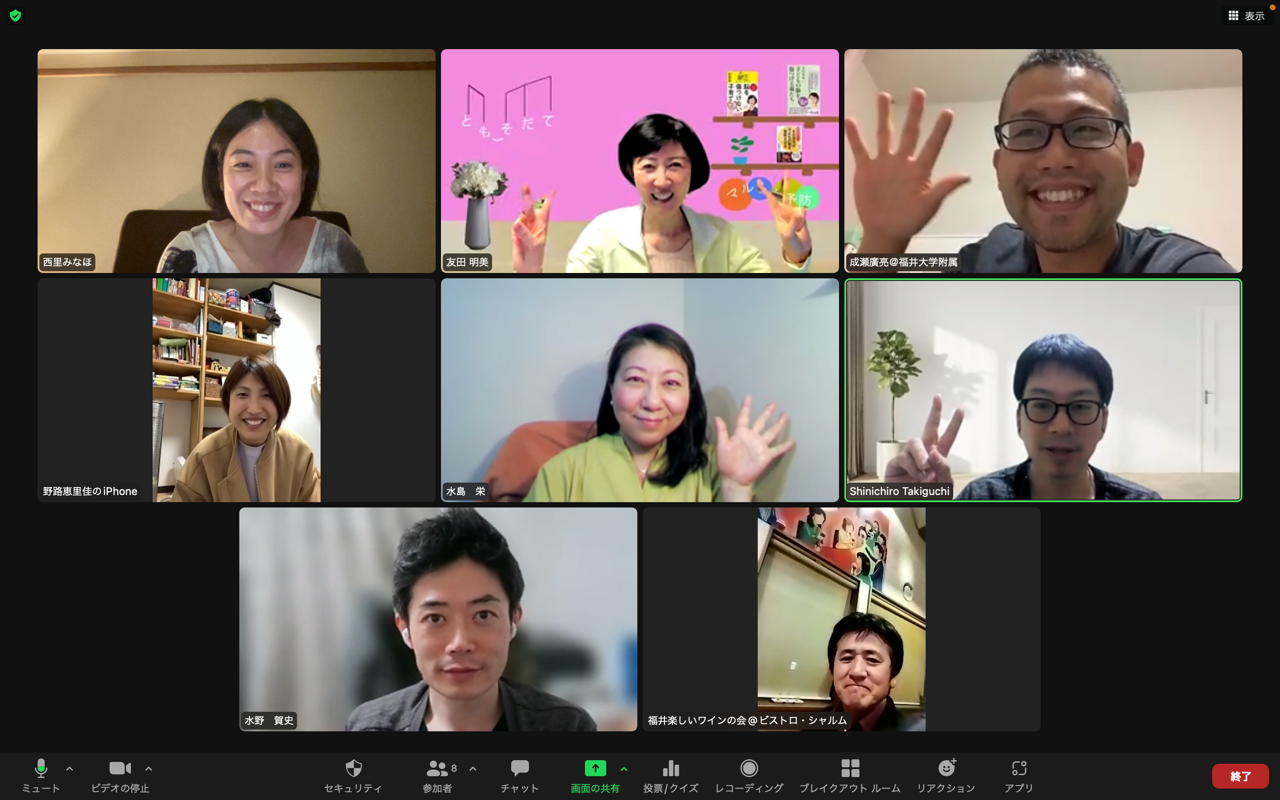 表示
西里みなほ
ともそだて
マル
予防
友田 明美
成瀬廣亮@福井大学附属
野路恵里佳のiPhone
水島 栄
Shinichiro Takiguchi
水野 賀史
福井楽しいワインの会@ビストロ・シャルム
ミュート
ビデオの停止
セキュリティ
8
参加者
チャット
画面の共有
投票/クイズ
レコーディング
ブレイクアウト ルーム
リアクション
アプリ
終了